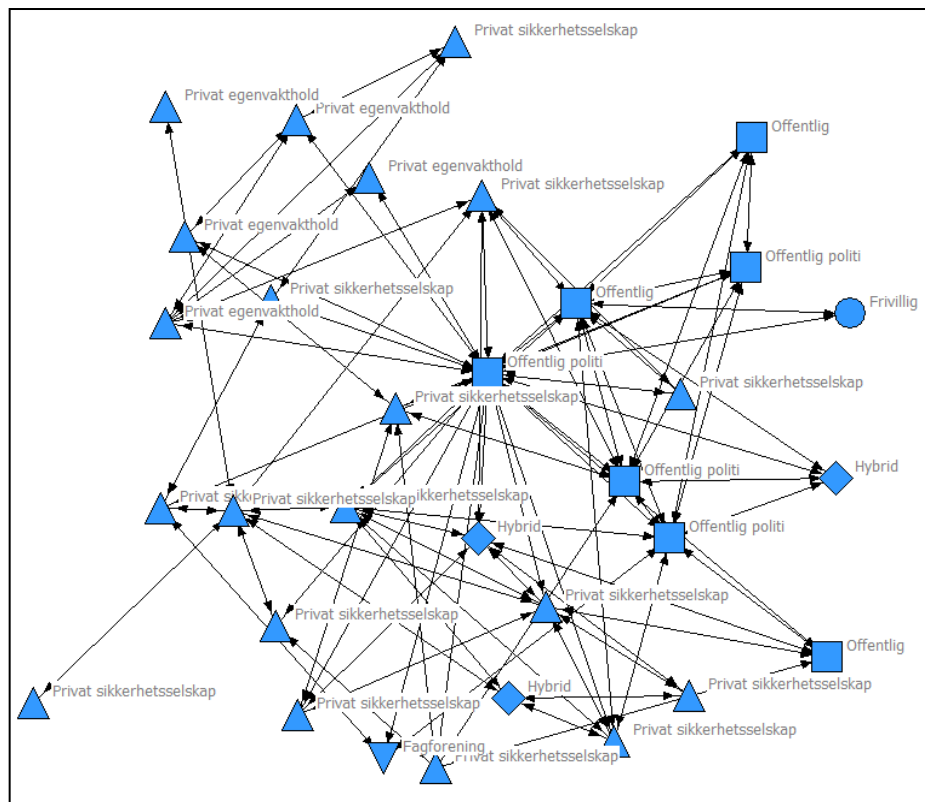 Privat sikkerhetsselskap
Privat egenvakthold
Privat egenvakthold
Offentlig
Privat egenvakthold
Privat sikkerhetsselskap
Privat egenvakthold
Offentlig politi
Privat sikkerhetsselskap
Offentlig
Frivillig
Privat egenvakthold
Offentlig politi
Privat sikkerhetsselskap
Privat sikkerhetsselskap
Offentlig politi
Hybrid
Privat
Privat sikkerhetsselskap
sikkerhetsselskap
Hybrid
Offentlig politi
Privat sikkerhetsselskap
Privat sikkerhetsselskap
Offentlig
Privat sikkerhetsselskap
Privat sikkerhetsselskap
Hybrid
Privat sikkerhetsselskap
Privat sikkerhetsselskap
Fagforening
Privat sikkerhetsselskap